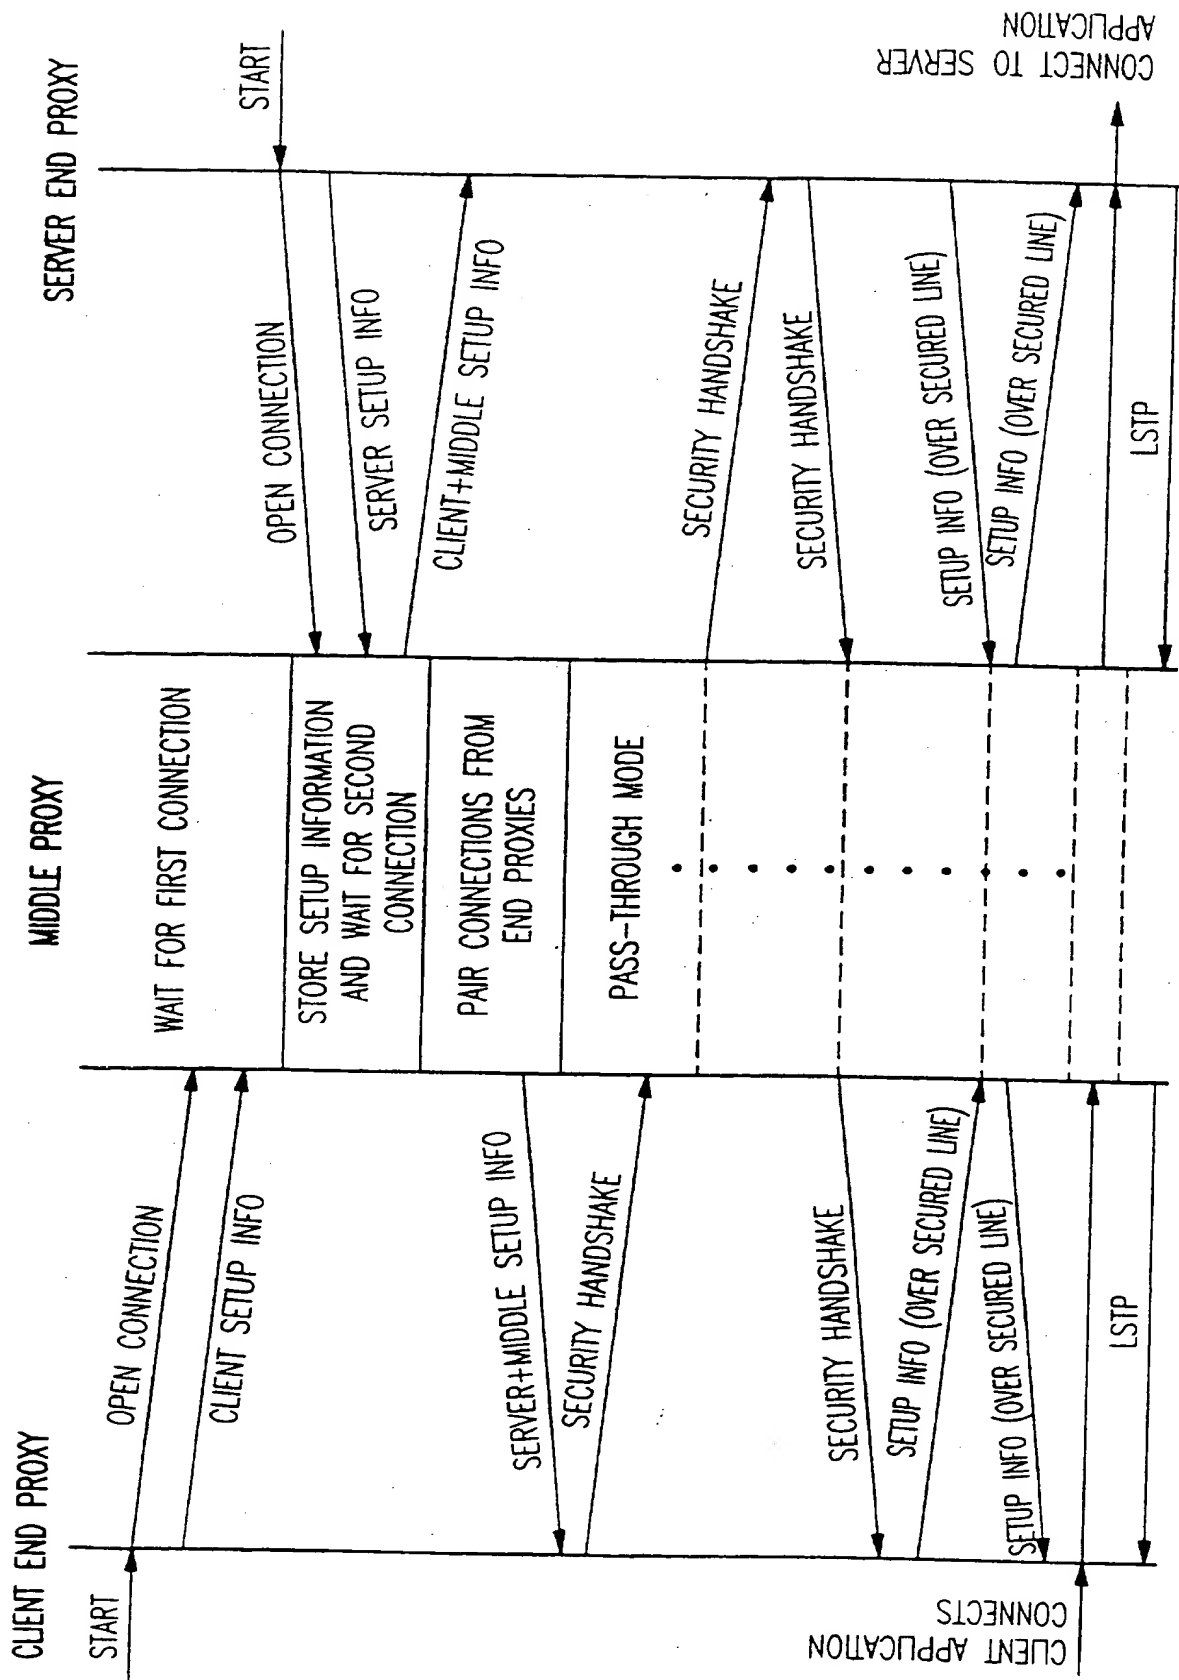 CLIENT END PROXY
MIDDLE PROXY
SERVER END PROXY
START
OPEN CONNECTION
CLIENT SETUP INFO
WAIT FOR FIRST CONNECTION
START
OPEN CONNECTION
SERVER SETUP INFO
STORE SETUP INFORMATION
AND WAIT FOR SECOND
CONNECTION
CLIENT+MIDDLE SETUP INFO
PAIR CONNECTIONS FROM
END PROXIES
SERVER+MIDDLE SETUP INFO
SECURITY HANDSHAKE
PASS-THROUGH MODE
SECURITY HANDSHAKE
SECURITY HANDSHAKE
SECURITY HANDSHAKE
SETUP INFO (OVER SECURED LINE)
SETUP INFO (OVER SECURED LINE)
SETUP INFO (OVER SECURED LINE)
SETUP INFO (OVER SECURED LINE)
CLIENT APPLICATION
CONNECTS
LSTP
LSTP
CONNECT TO SERVER
APPLICATION